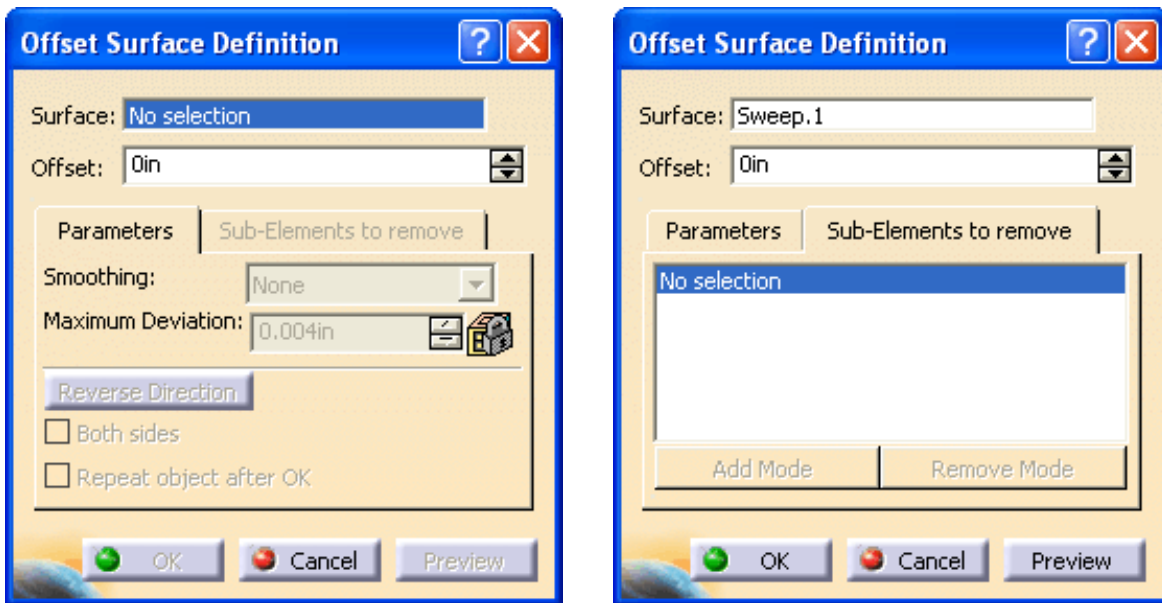 Offset Surface Definition ?
Surface: No selection
Offset: 0in
Parameters Sub-Elements to remove
Smoothing: None
Maximum Deviation: 0.004in
Reverse Direction
Both sides
Repeat object after OK
OK Cancel Preview
Offset Surface Definition ?
Surface: Sweep.1
Offset: 0in
Parameters Sub-Elements to remove
No selection
Add Mode Remove Mode
OK Cancel Preview